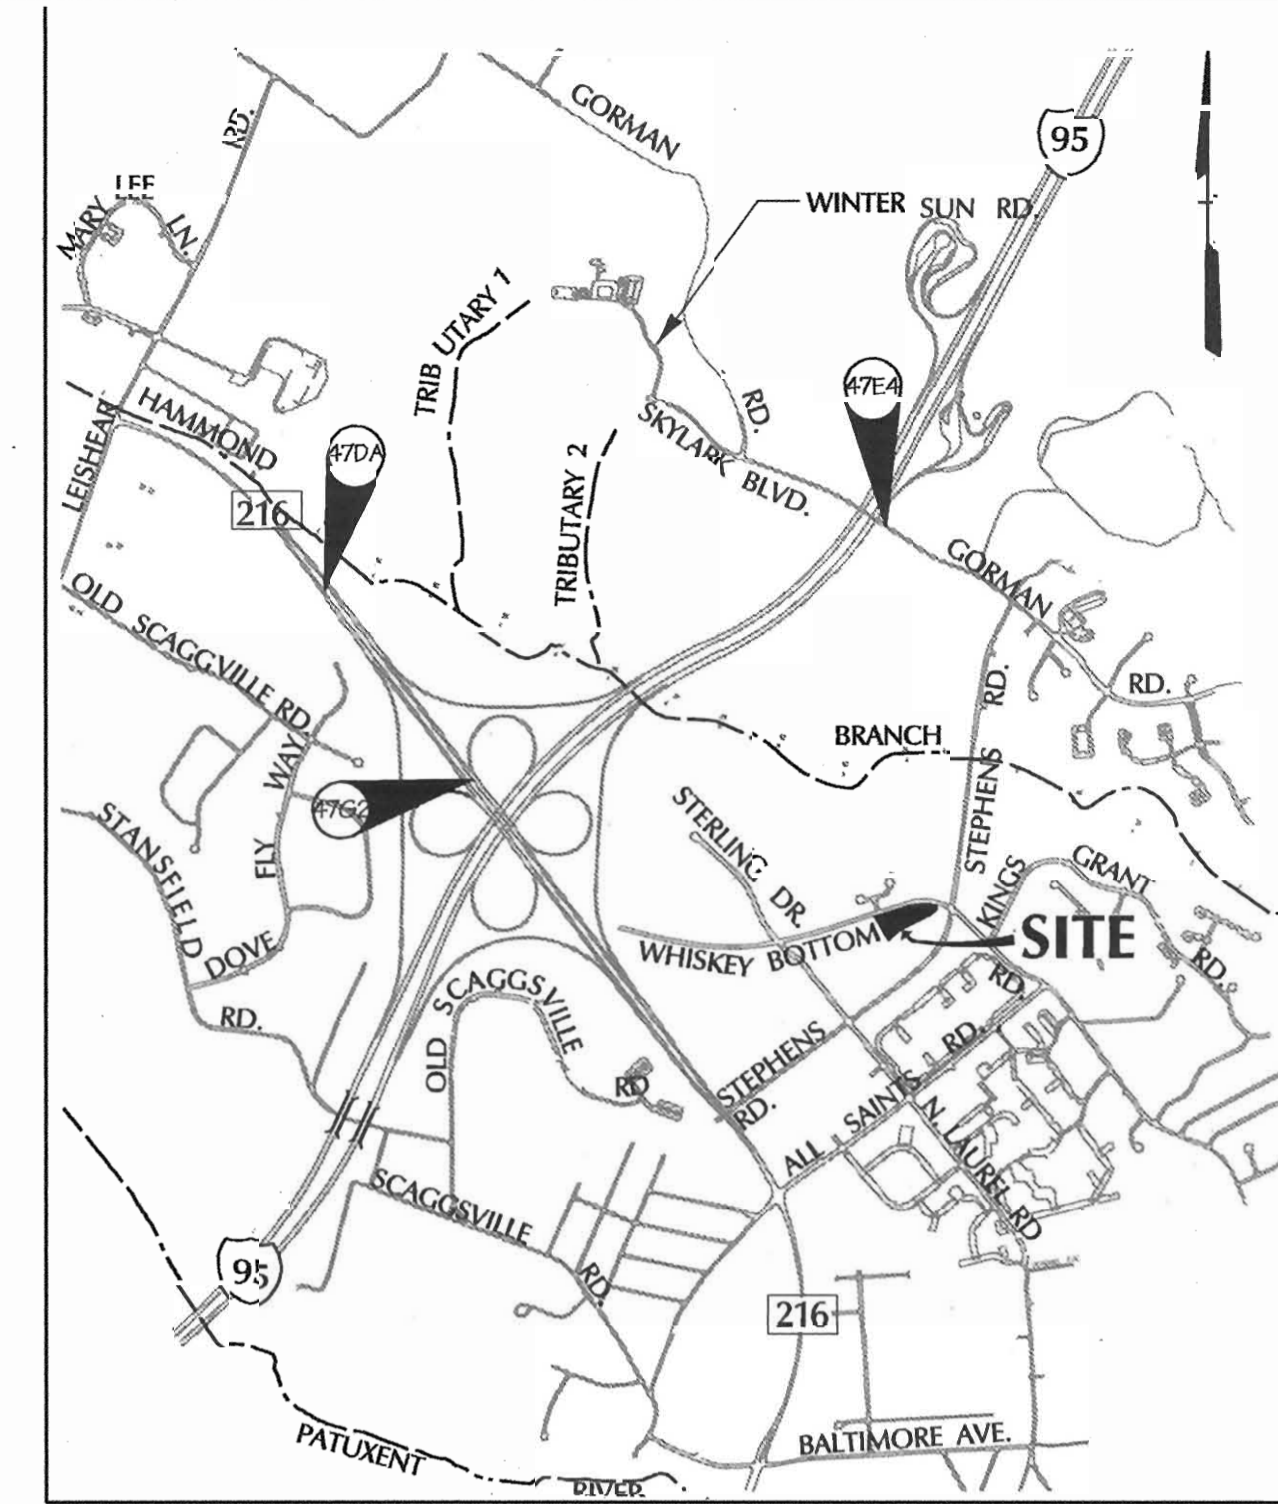 GORMAN
95
RD.
LEE
MARY
LN.
WINTER SUN RD.
TRIBUTARY 1
47E4
HAMMOND
SKYLARK BLVD.
RD.
LEISHEAR
47DA
TRIBUTARY 2
216
GORMAN
OLD SCAGGVILLE RD.
RD.
RD.
BRANCH
WAY
STEPHENS
47G2
STERLING DR.
STANSFIELD
FLY
KINGS
GRANT
DOVE
WHISKEY BOTTOM
SITE
RD.
RD.
RD.
SCAGGSVILLE
OLD
STEPHENS
RD.
RD
SAINTS
RD.
ALL
N. LAUREL RD
SCAGGSVILLE
95
RD.
216
PATUXENT
BALTIMORE AVE.
RIVER